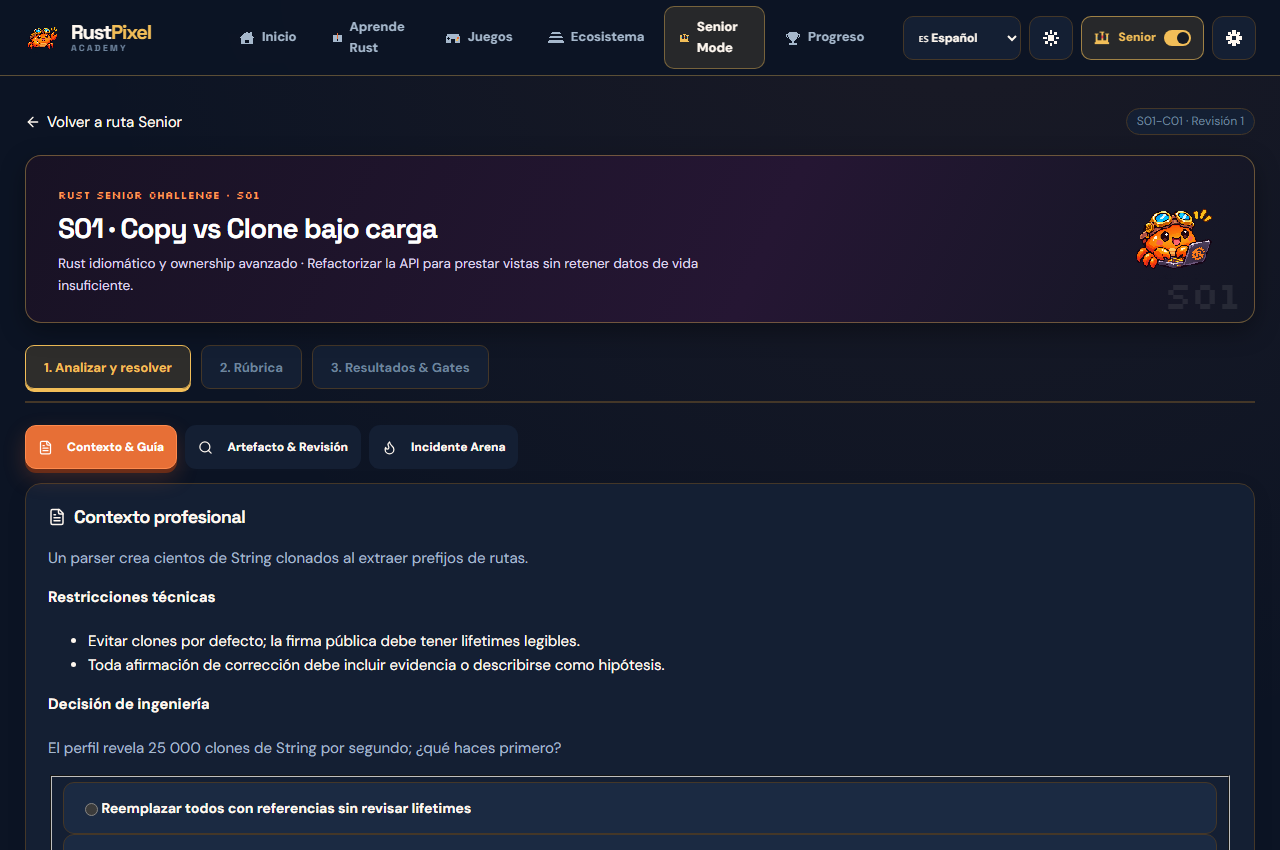 RustPixel
ACADEMY
Inicio
Aprende
Rust
Juegos
Ecosistema
Senior
Mode
Progreso
ES Español
Senior
Volver a ruta Senior
S01-C01 · Revisión 1
RUST SENIOR CHALLENGE · S01
S01 · Copy vs Clone bajo carga
Rust idiomático y ownership avanzado · Refactorizar la API para prestar vistas sin retener datos de vida
insuficiente.
S01
1. Analizar y resolver
2. Rúbrica
3. Resultados & Gates
Contexto & Guía
Artefacto & Revisión
Incidente Arena
Contexto profesional
Un parser crea cientos de String clonados al extraer prefijos de rutas.
Restricciones técnicas
Evitar clones por defecto; la firma pública debe tener lifetimes legibles.
Toda afirmación de corrección debe incluir evidencia o describirse como hipótesis.
Decisión de ingeniería
El perfil revela 25 000 clones de String por segundo; ¿qué haces primero?
Reemplazar todos con referencias sin revisar lifetimes